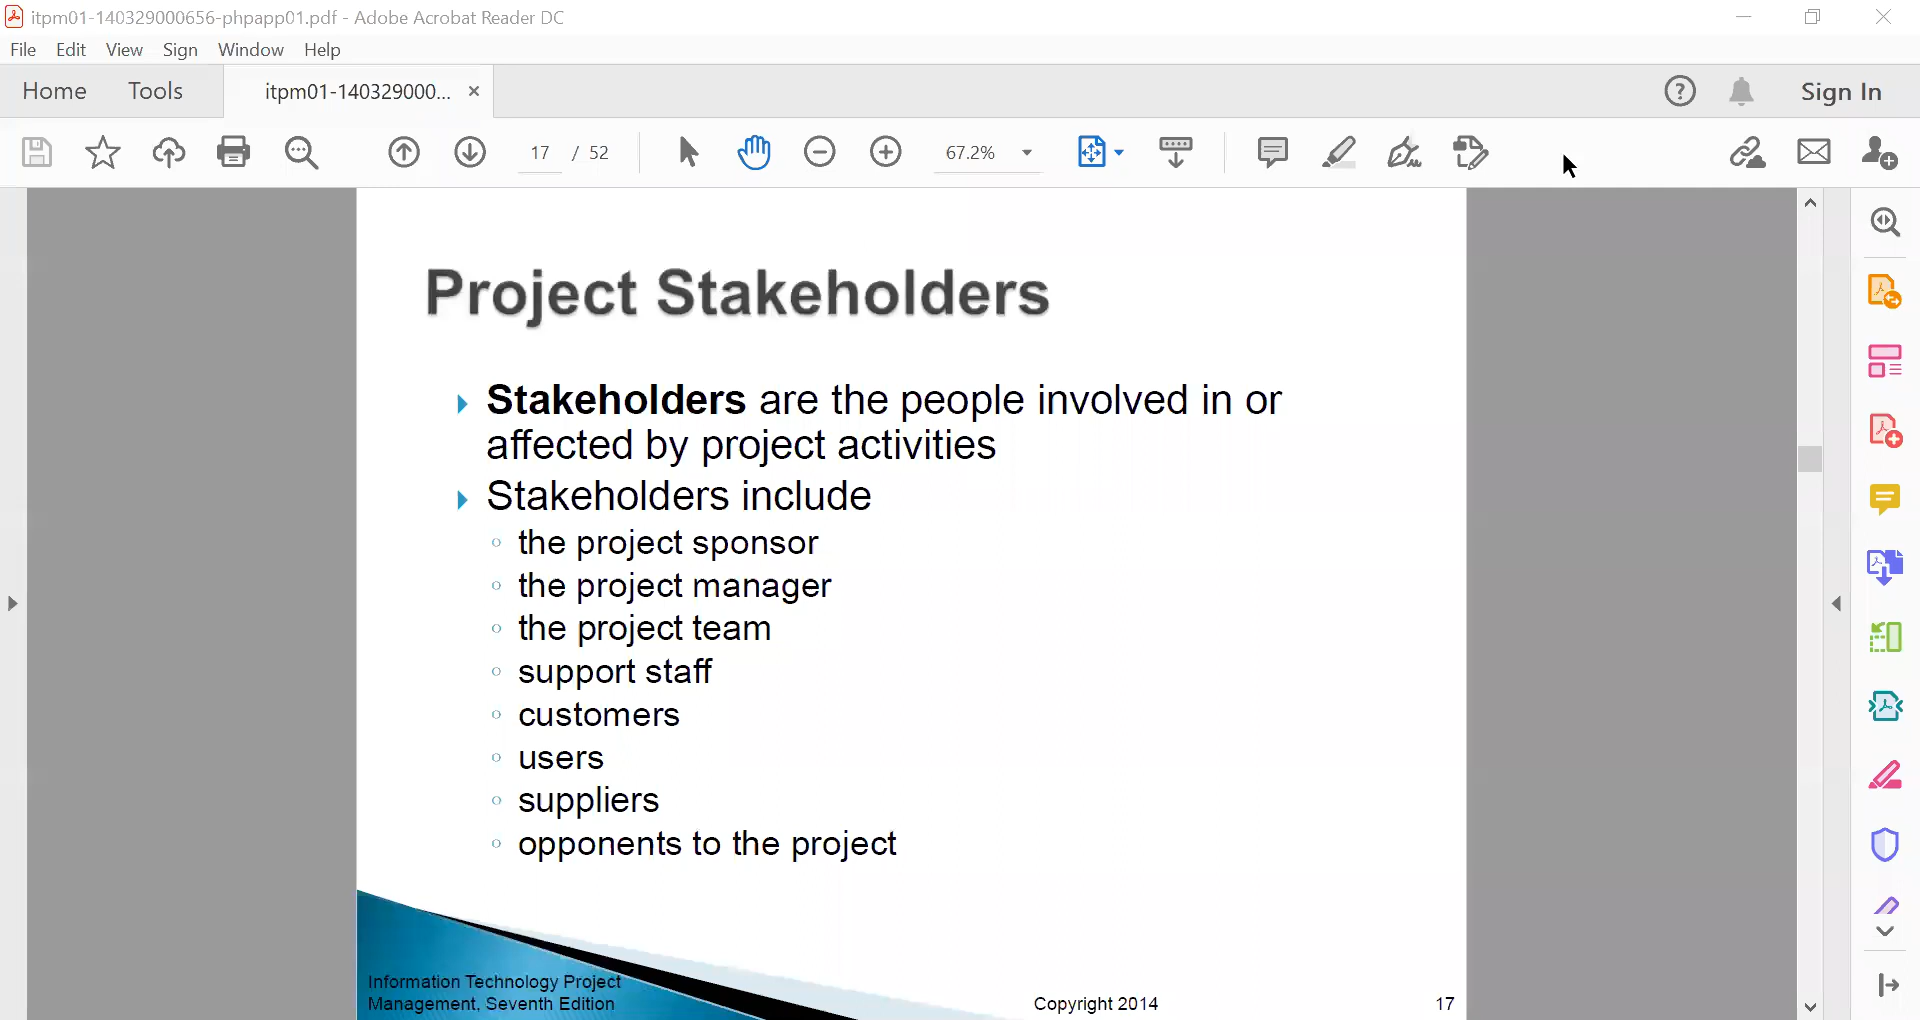 itpm01-140329000656-phpapp01.pdf - Adobe Acrobat Reader DC
File Edit View Sign Window Help
Home Tools itpm01-140329000... × Sign In
17 / 52 67.2%
Project Stakeholders
Stakeholders are the people involved in or
affected by project activities
Stakeholders include
the project sponsor
the project manager
the project team
support staff
customers
users
suppliers
opponents to the project
Information Technology Project
Management, Seventh Edition
Copyright 2014
17